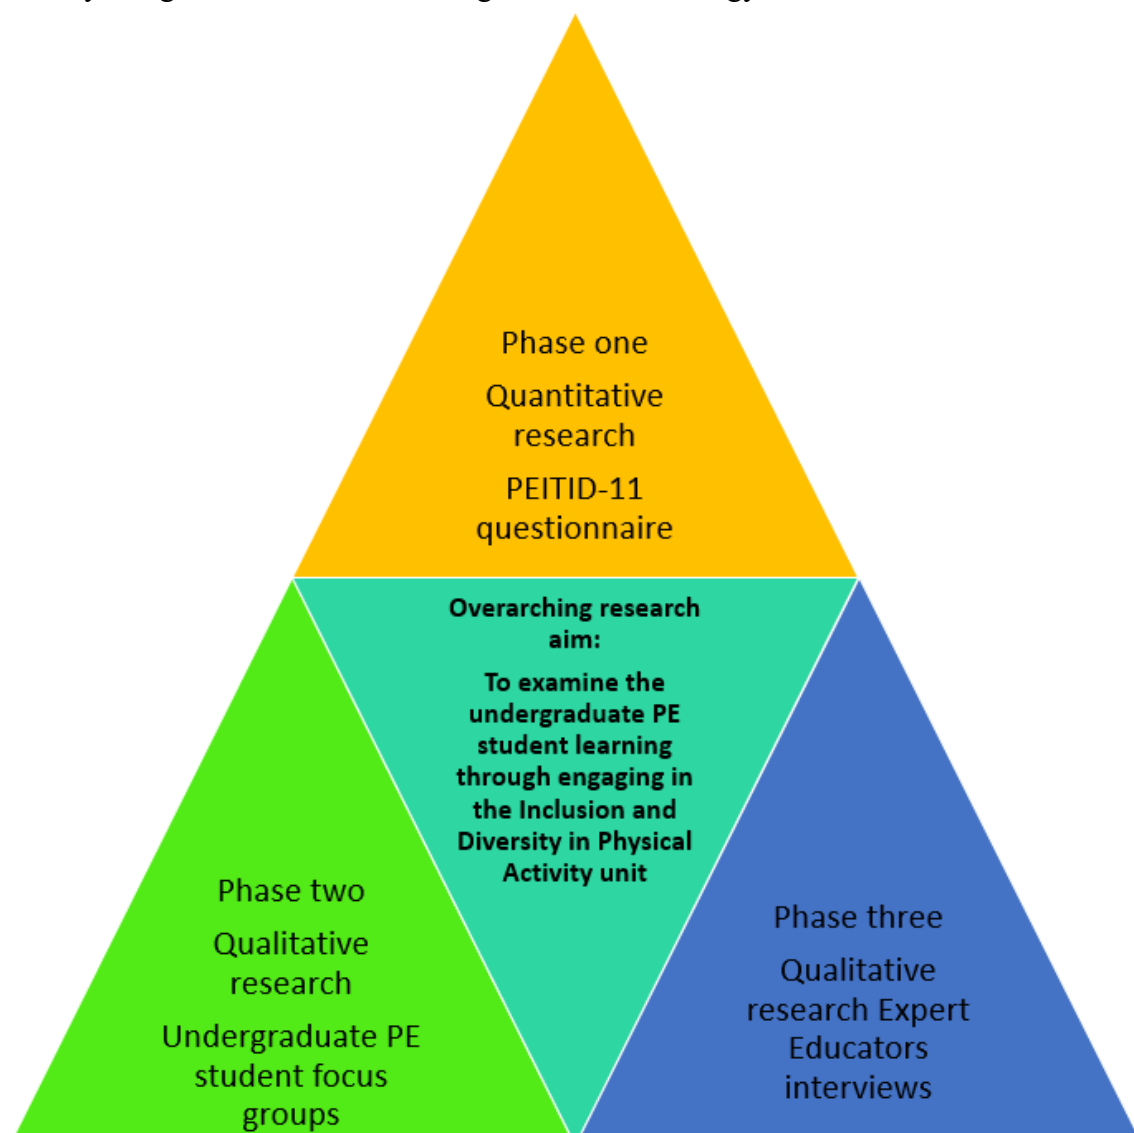 Phase one
Quantitative
research
PEITID-11
questionnaire
Overarching research
aim:
To examine the
undergraduate PE
student learning
through engaging in
the Inclusion and
Diversity in Physical
Activity unit
Phase two
Qualitative
research
Undergraduate PE
student focus
groups
Phase three
Qualitative
research Expert
Educators
interviews